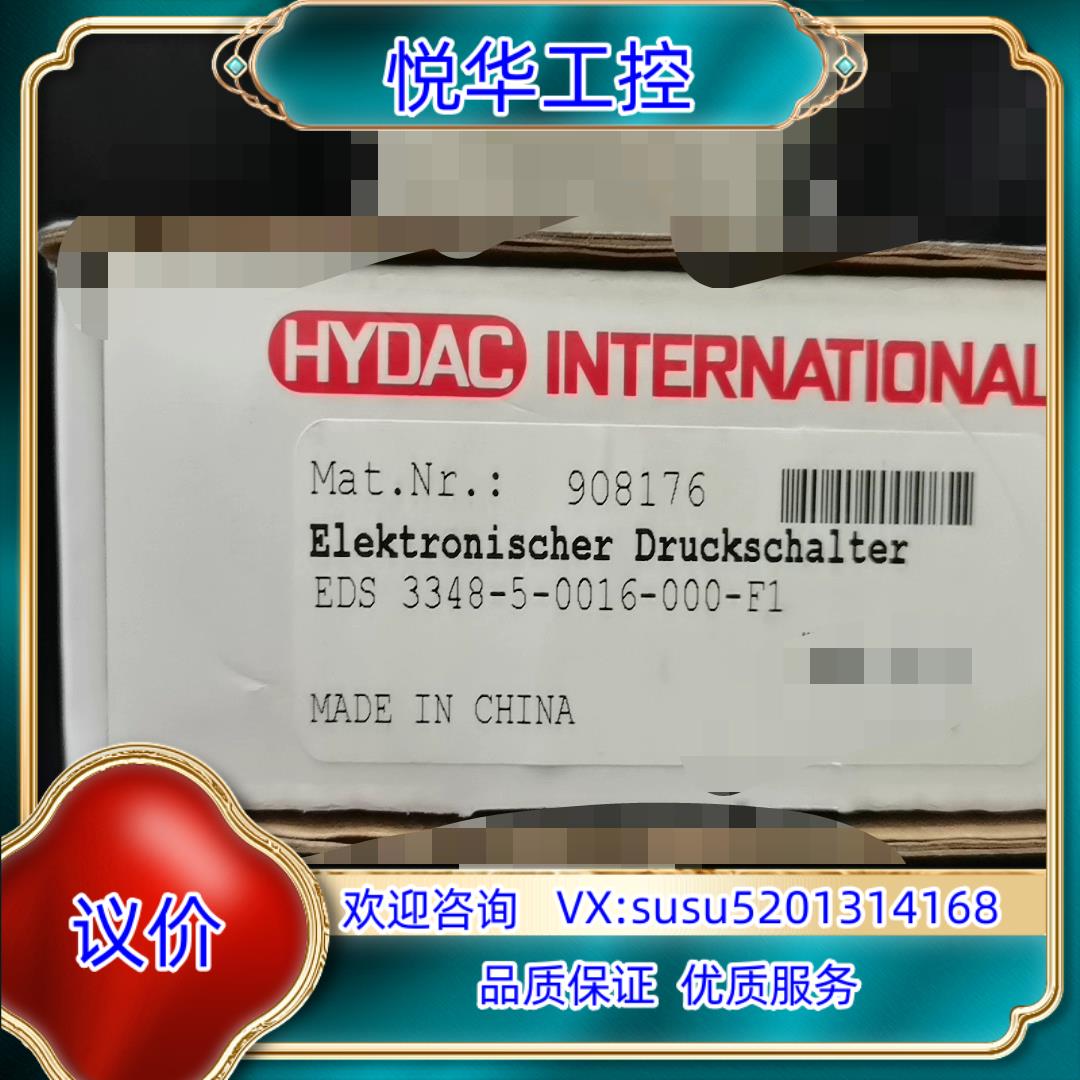 悦华工控
HYDAC INTERNATIONAL
Mat.Nr.: 908176
Elektronischer Druckschalter
EDS 3348-5-0016-000-F1
MADE IN CHINA
议价
欢迎咨询 VX:susu5201314168
品质保证 优质服务